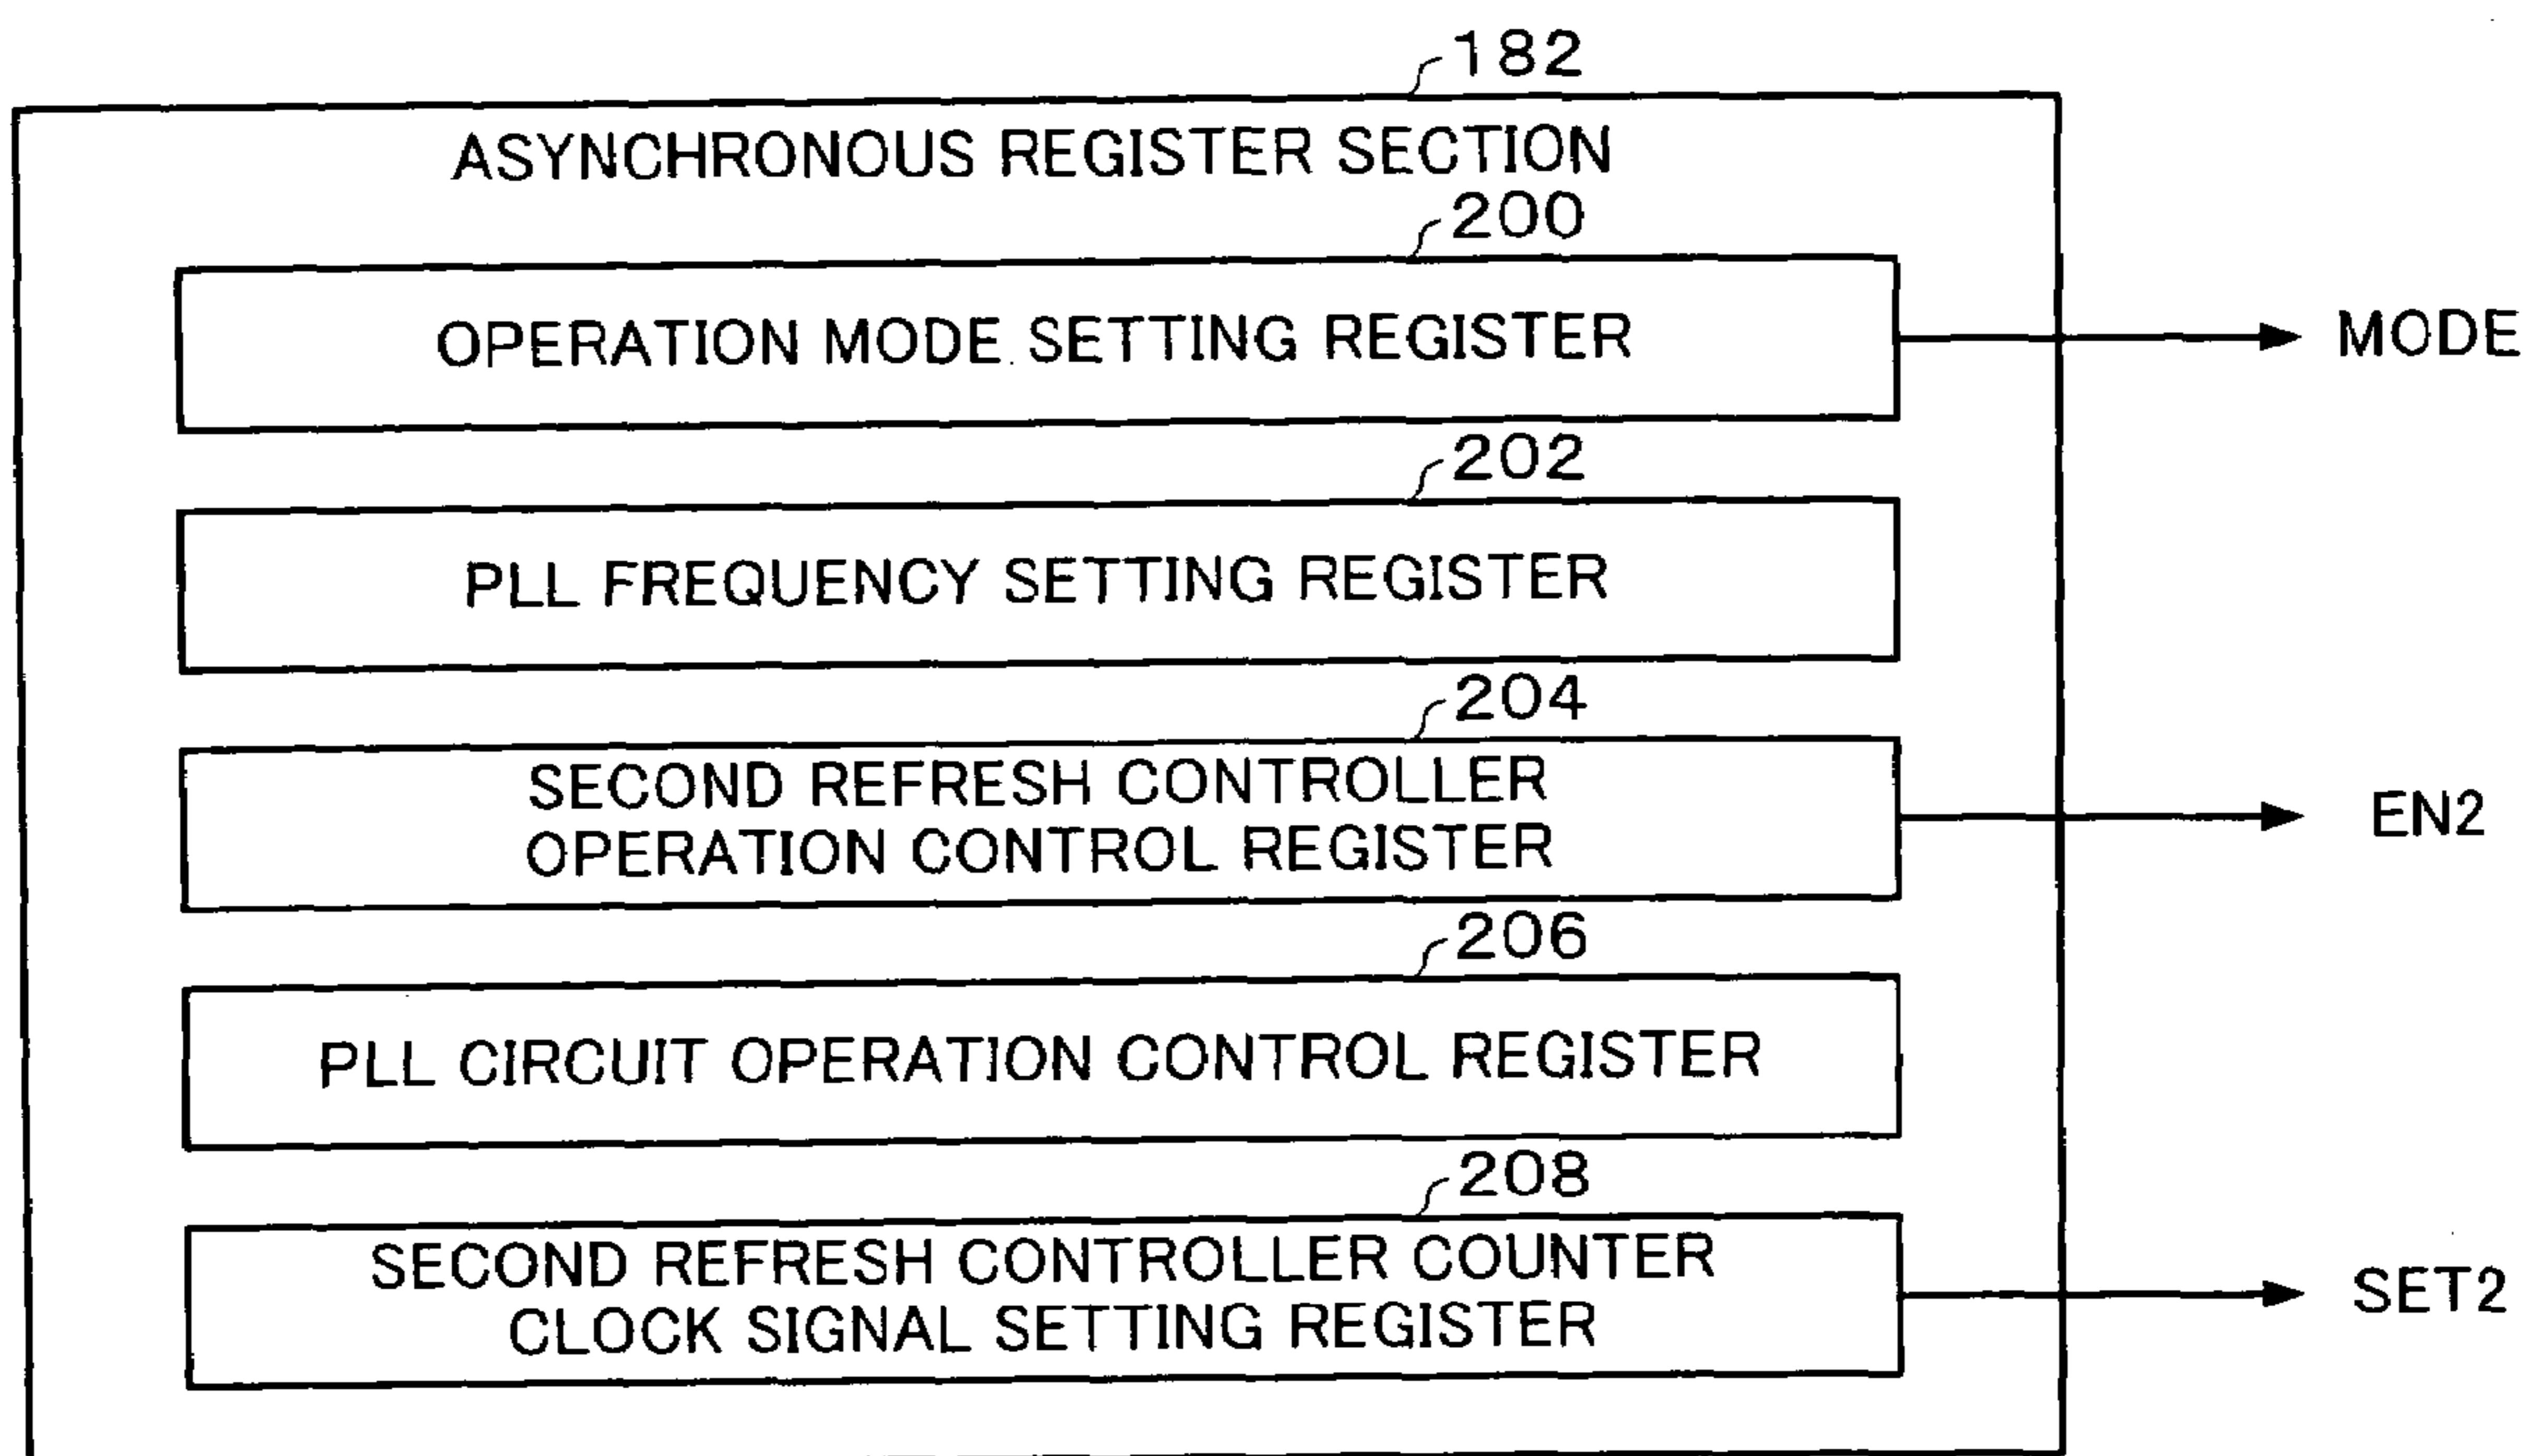 182
ASYNCHRONOUS REGISTER SECTION
200
OPERATION MODE SETTING REGISTER
MODE
202
PLL FREQUENCY SETTING REGISTER
204
SECOND REFRESH CONTROLLER
OPERATION CONTROL REGISTER
EN2
206
PLL CIRCUIT OPERATION CONTROL REGISTER
208
SECOND REFRESH CONTROLLER COUNTER
CLOCK SIGNAL SETTING REGISTER
SET2